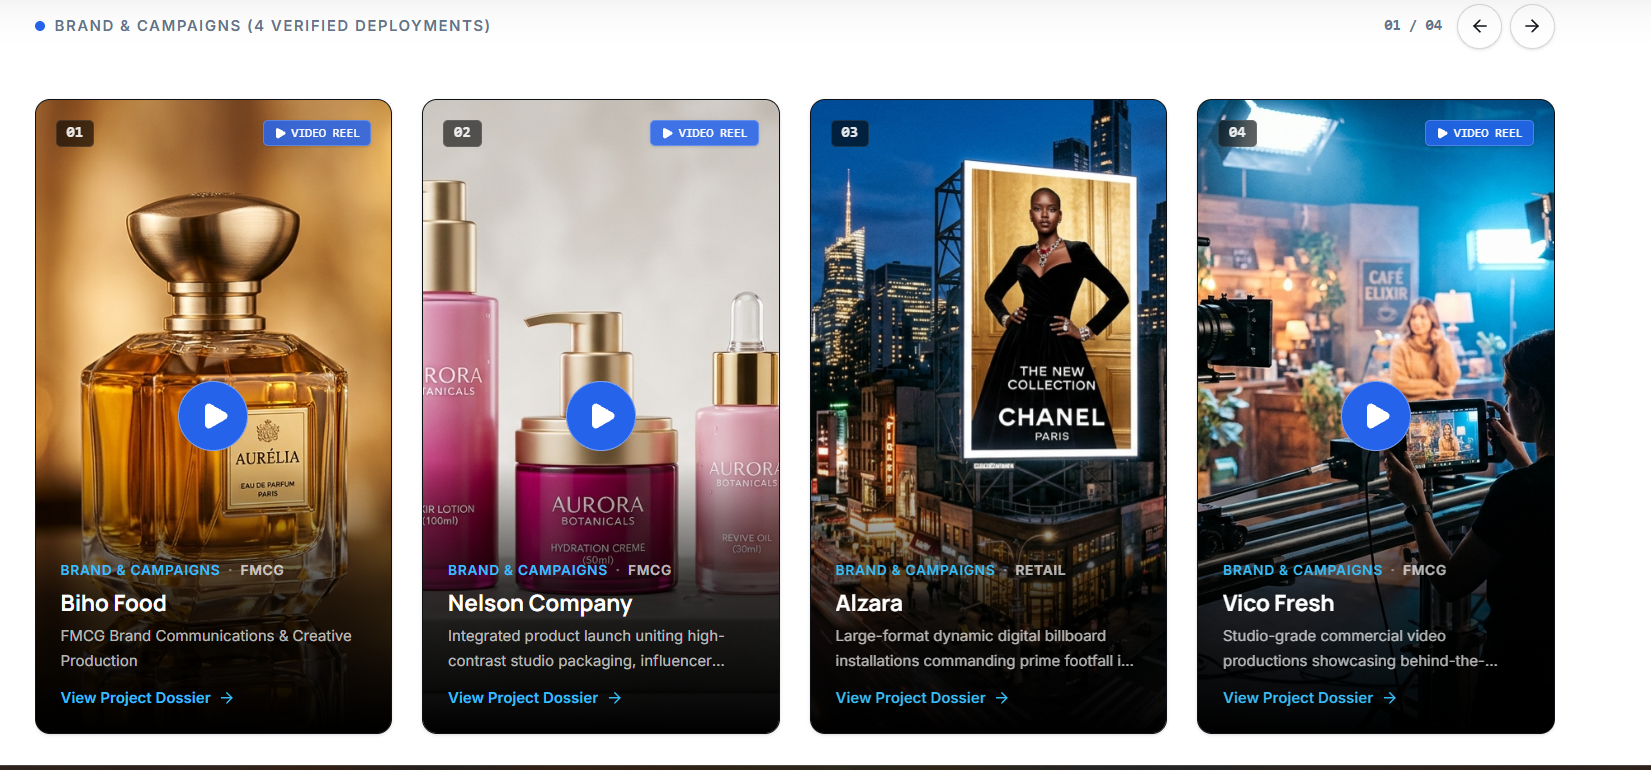 BRAND & CAMPAIGNS (4 VERIFIED DEPLOYMENTS)
01 / 04
01
VIDEO REEL
AURÉLIA
EAU DE PARFUM
PARIS
BRAND & CAMPAIGNS · FMCG
Biho Food
FMCG Brand Communications & Creative
Production
View Project Dossier
02
VIDEO REEL
RORA
TANICALS
XIR LOTION
(100ml)
AURORA
BOTANICALS
HYDRATION CREME
(50ml)
AURORA
BOTANICALS
REVIVE OIL
(30ml)
BRAND & CAMPAIGNS · FMCG
Nelson Company
Integrated product launch uniting high-
contrast studio packaging, influencer...
View Project Dossier
03
THE NEW
COLLECTION
CHANEL
PARIS
BRAND & CAMPAIGNS · RETAIL
Alzara
Large-format dynamic digital billboard
installations commanding prime footfall i...
View Project Dossier
04
VIDEO REEL
CAFÉ
ELIXIR
BRAND & CAMPAIGNS · FMCG
Vico Fresh
Studio-grade commercial video
productions showcasing behind-the-...
View Project Dossier